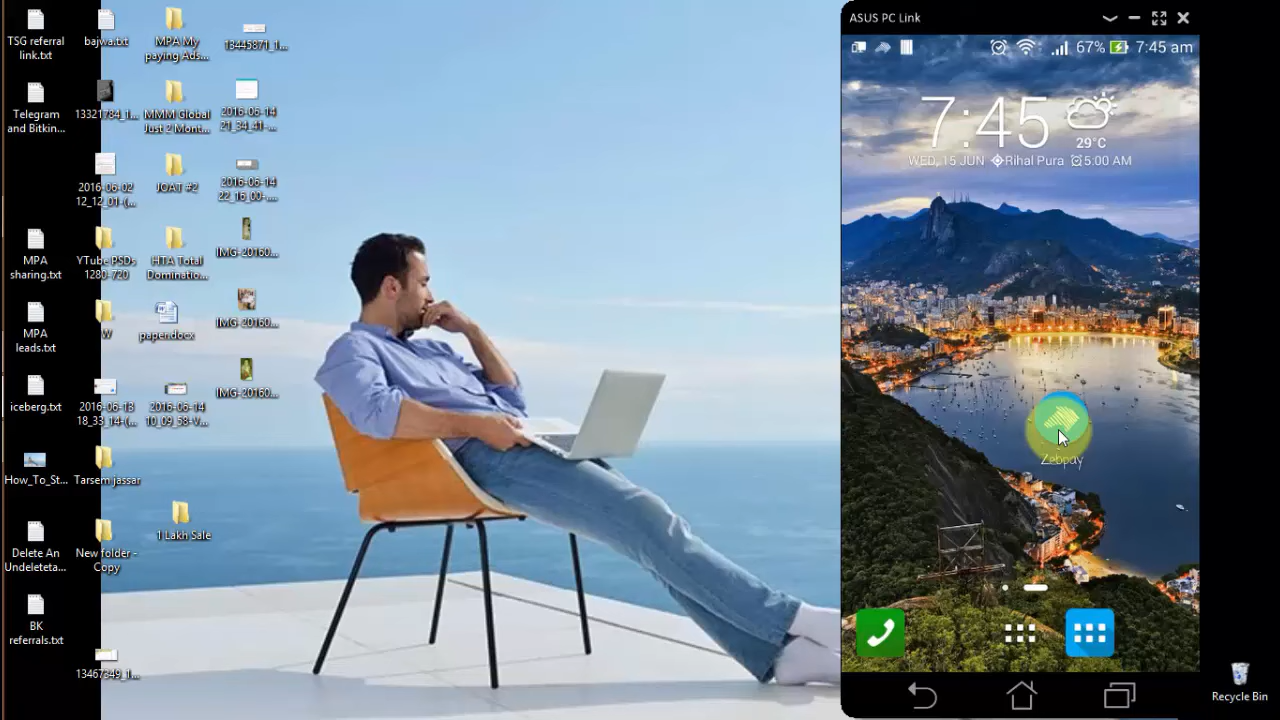 TSG referral
link.txt
bajwa.txt
MPA My
paying Ads...
13445871_1...
Telegram
and Bitkin...
13321784_1...
MMM Global
Just 2 Mont...
2016-06-14
21_34_41-...
2016-06-02
12_12_01-(...
JOAT #2
2016-06-14
22_16_00-...
MPA
sharing.txt
YTube PSDs
1280-720
HTA Total
Dominatio...
IMG-20160...
MPA
leads.txt
W
paper.docx
IMG-20160...
iceberg.txt
2016-06-13
18_33_14-(...
2016-06-14
10_09_58-V...
IMG-20160...
How_To_St...
Tarsem jassar
Delete An
Undeleteta...
New folder -
Copy
1 Lakh Sale
BK
referrals.txt
13467349_1...
ASUS PC Link
67% 7:45 am
7:45
29°C
WED, 15 JUN Rihal Pura 5:00 AM
Zebpay
Recycle Bin